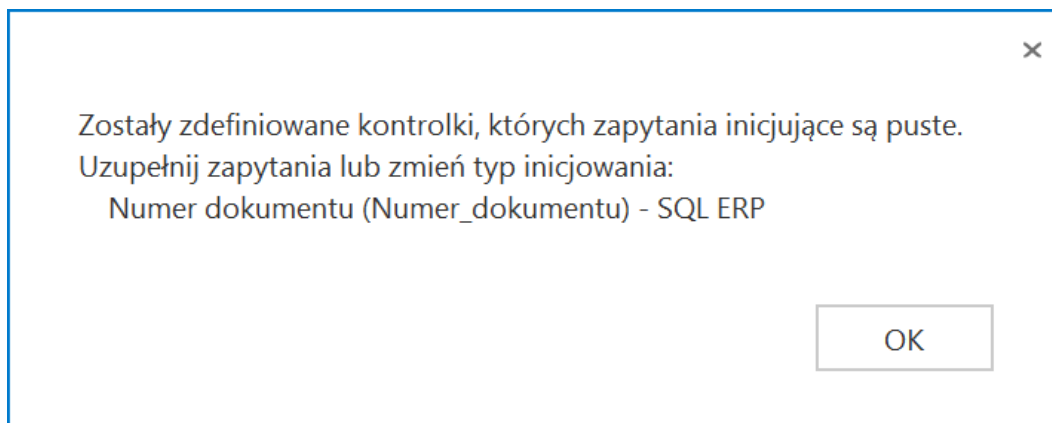 Zostały zdefiniowane kontrolki, których zapytania inicjujące są puste.
Uzupełnij zapytania lub zmień typ inicjowania:
Numer dokumentu (Numer_dokumentu) - SQL ERP
OK